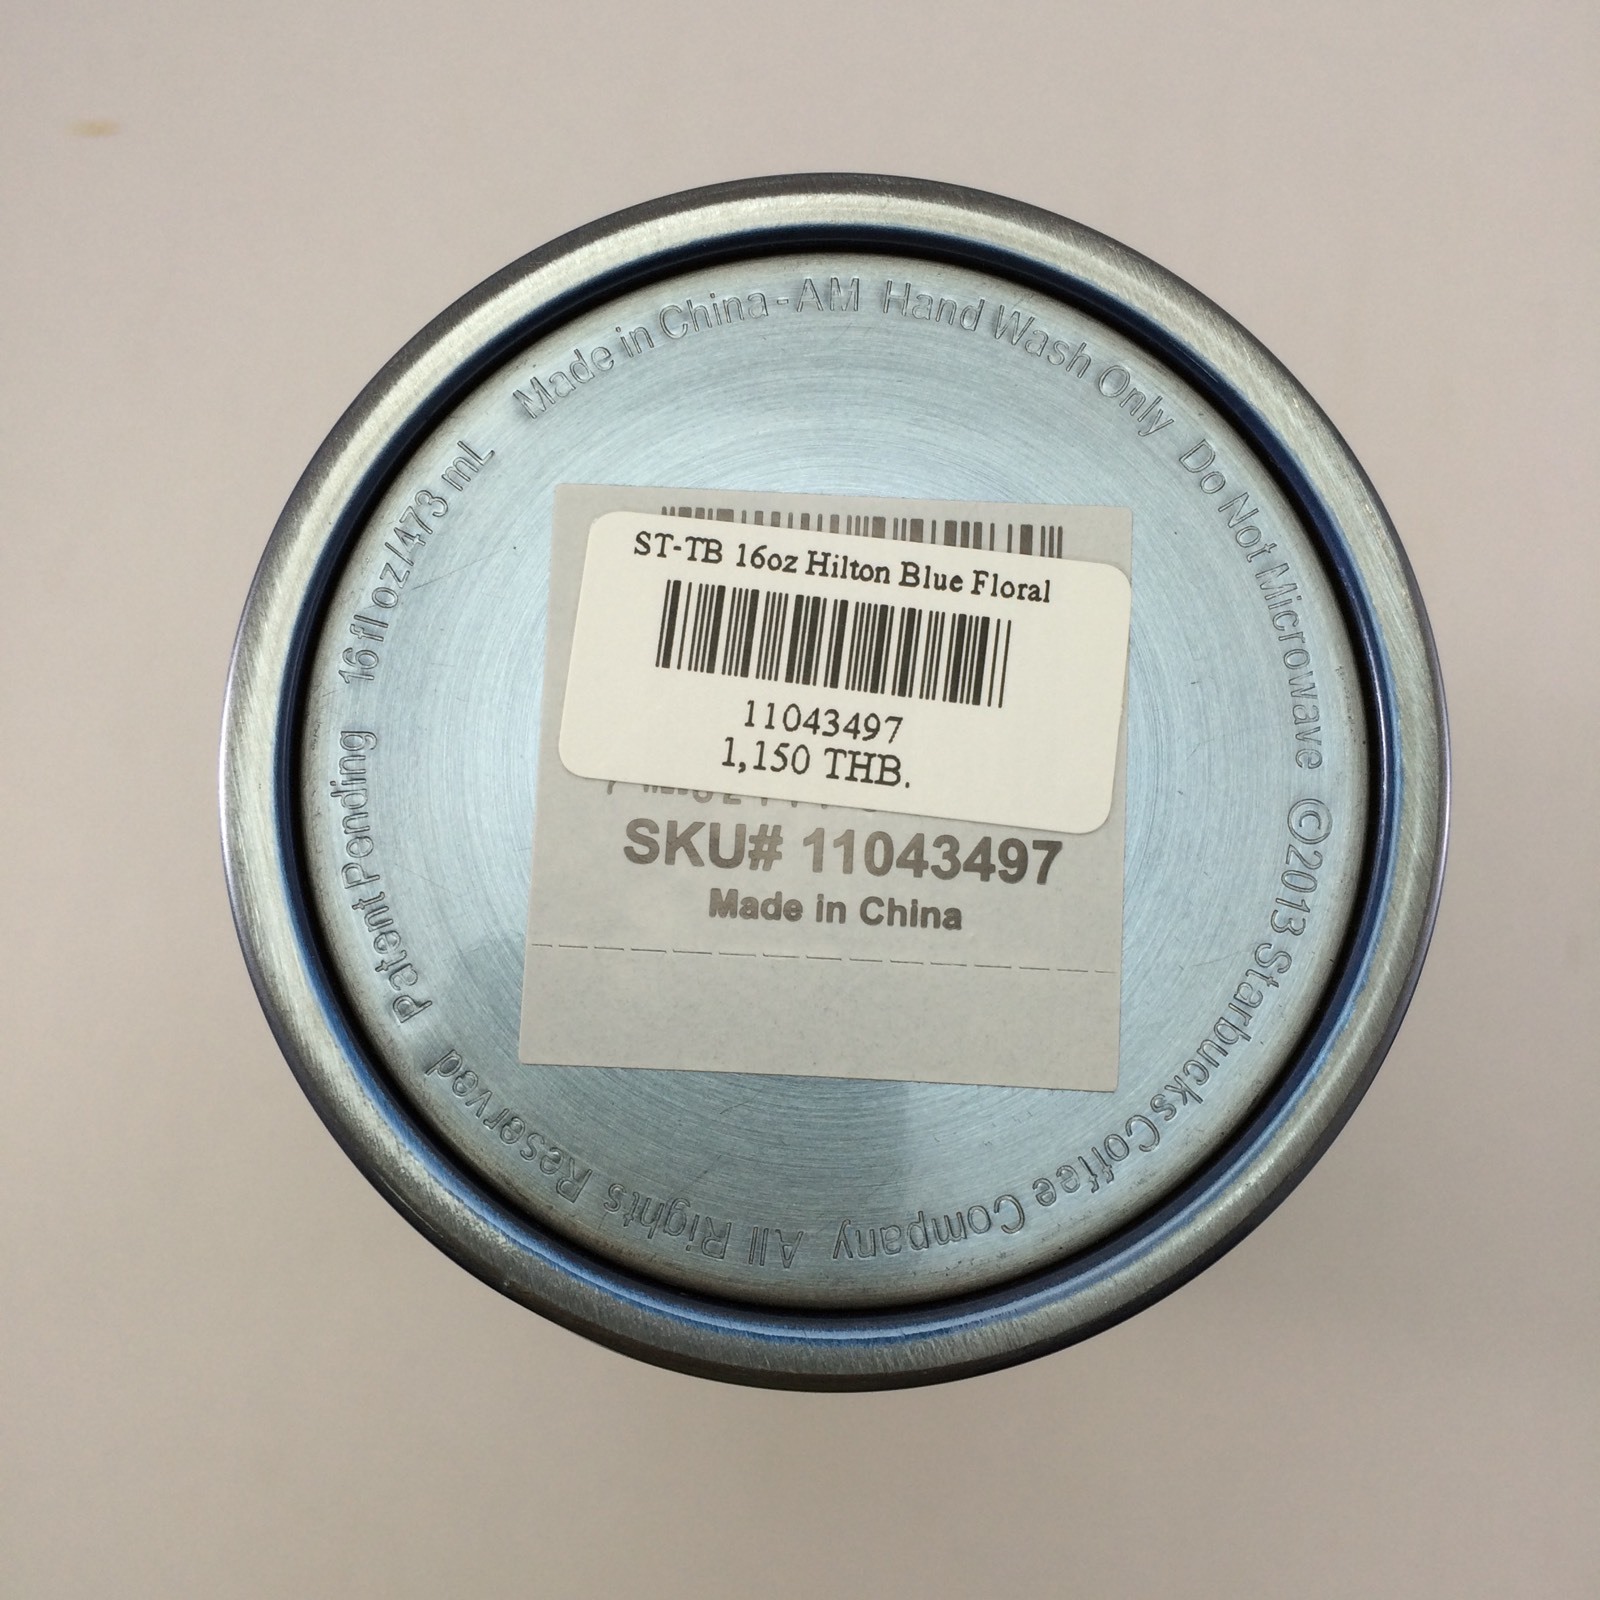 Made in China - AM Hand Wash Only Do Not Microwave ©2013 Starbucks Coffee Company All Rights Reserved Patent Pending 16 fl oz/473 mL
ST-TB 16oz Hilton Blue Floral
11043497
1,150 THB.
SKU# 11043497
Made in China